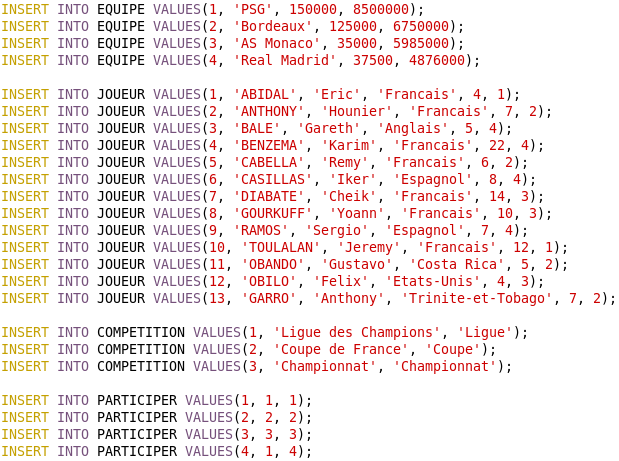 INSERT INTO EQUIPE VALUES(1, 'PSG', 150000, 8500000);
INSERT INTO EQUIPE VALUES(2, 'Bordeaux', 125000, 6750000);
INSERT INTO EQUIPE VALUES(3, 'AS Monaco', 35000, 5985000);
INSERT INTO EQUIPE VALUES(4, 'Real Madrid', 37500, 4876000);
INSERT INTO JOUEUR VALUES(1, 'ABIDAL', 'Eric', 'Francais', 4, 1);
INSERT INTO JOUEUR VALUES(2, 'ANTHONY', 'Hounier', 'Francais', 7, 2);
INSERT INTO JOUEUR VALUES(3, 'BALE', 'Gareth', 'Anglais', 5, 4);
INSERT INTO JOUEUR VALUES(4, 'BENZEMA', 'Karim', 'Francais', 22, 4);
INSERT INTO JOUEUR VALUES(5, 'CABELLA', 'Remy', 'Francais', 6, 2);
INSERT INTO JOUEUR VALUES(6, 'CASILLAS', 'Iker', 'Espagnol', 8, 4);
INSERT INTO JOUEUR VALUES(7, 'DIABATE', 'Cheik', 'Francais', 14, 3);
INSERT INTO JOUEUR VALUES(8, 'GOURKUFF', 'Yoann', 'Francais', 10, 3);
INSERT INTO JOUEUR VALUES(9, 'RAMOS', 'Sergio', 'Espagnol', 7, 4);
INSERT INTO JOUEUR VALUES(10, 'TOULALAN', 'Jeremy', 'Francais', 12, 1);
INSERT INTO JOUEUR VALUES(11, 'OBANDO', 'Gustavo', 'Costa Rica', 5, 2);
INSERT INTO JOUEUR VALUES(12, 'OBILO', 'Felix', 'Etats-Unis', 4, 3);
INSERT INTO JOUEUR VALUES(13, 'GARRO', 'Anthony', 'Trinite-et-Tobago', 7, 2);
INSERT INTO COMPETITION VALUES(1, 'Ligue des Champions', 'Ligue');
INSERT INTO COMPETITION VALUES(2, 'Coupe de France', 'Coupe');
INSERT INTO COMPETITION VALUES(3, 'Championnat', 'Championnat');
INSERT INTO PARTICIPER VALUES(1, 1, 1);
INSERT INTO PARTICIPER VALUES(2, 2, 2);
INSERT INTO PARTICIPER VALUES(3, 3, 3);
INSERT INTO PARTICIPER VALUES(4, 1, 4);